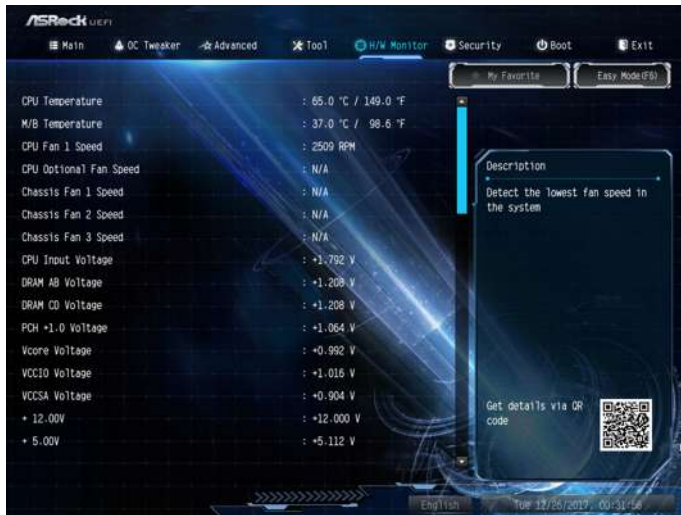 ASRock UEFI
Main OC Tweaker Advanced Tool H/W Monitor Security Boot Exit
My Favorite Easy Mode(F6)
CPU Temperature : 65.0 °C / 149.0 °F
M/B Temperature : 37.0 °C / 98.6 °F
CPU Fan 1 Speed : 2509 RPM
CPU Optional Fan Speed : N/A
Chassis Fan 1 Speed : N/A
Chassis Fan 2 Speed : N/A
Chassis Fan 3 Speed : N/A
CPU Input Voltage : +1.792 V
DRAM AB Voltage : +1.208 V
DRAM CD Voltage : +1.208 V
PCH +1.0 Voltage : +1.064 V
Vcore Voltage : +0.992 V
VCCIO Voltage : +1.016 V
VCCSA Voltage : +0.904 V
+ 12.00V : +12.000 V
+ 5.00V : +5.112 V
Description
Detect the lowest fan speed in
the system
Get details via QR
code
English Tue 12/26/2017, 00:31:58